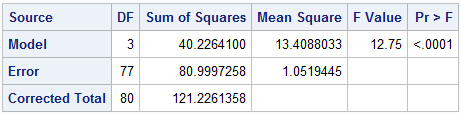 Source DF Sum of Squares Mean Square F Value Pr > F
Model 3 40.2264100 13.4088033 12.75 <.0001
Error 77 80.9997258 1.0519445
Corrected Total 80 121.2261358